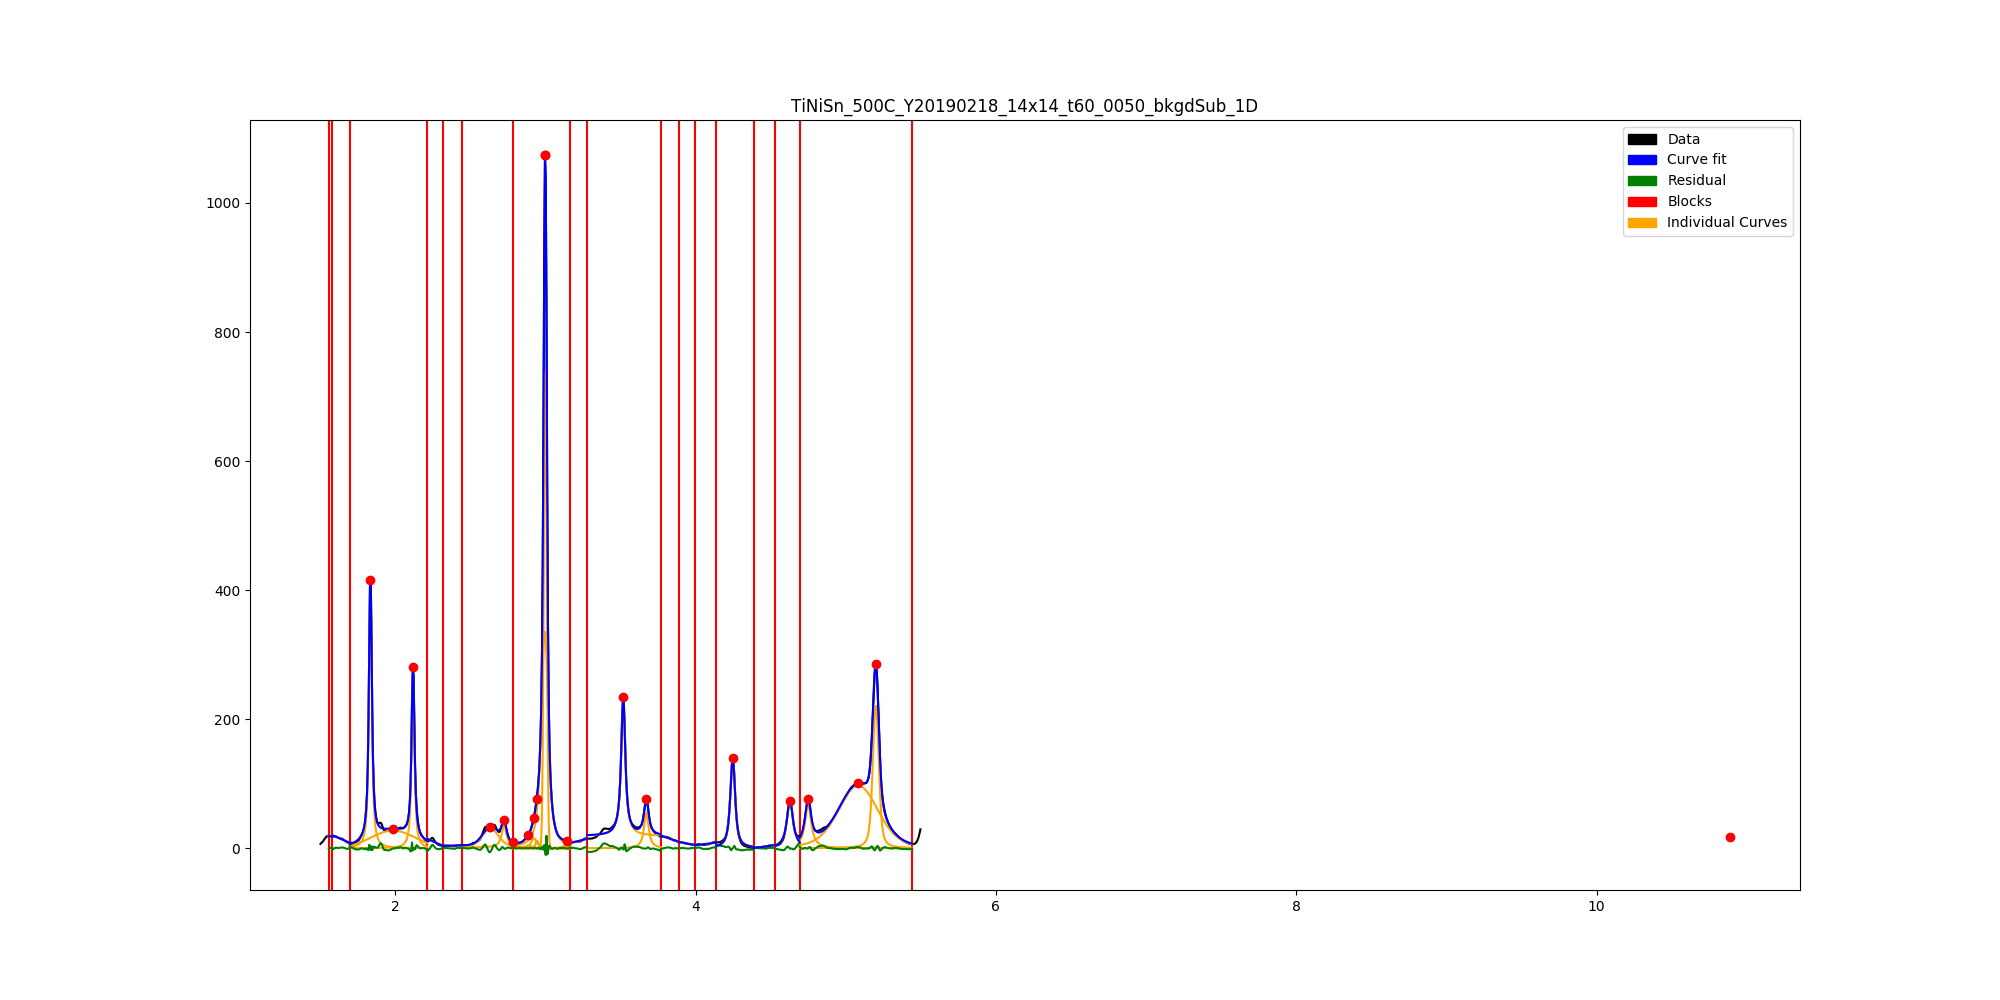 TiNiSn_500C_Y20190218_14x14_t60_0050_bkgdSub_1D
Data
Curve fit
Residual
Blocks
Individual Curves
1000
800
600
400
200
0
2
4
6
8
10